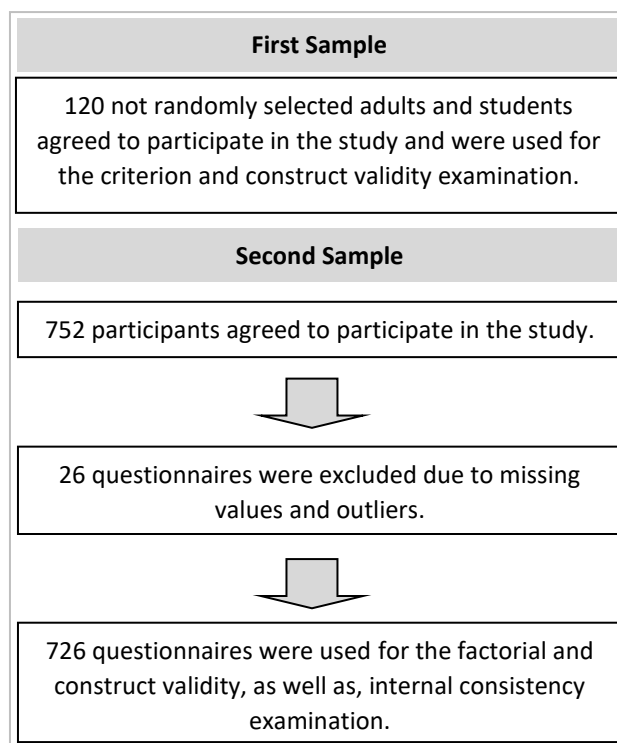 First Sample
120 not randomly selected adults and students
agreed to participate in the study and were used for
the criterion and construct validity examination.
Second Sample
752 participants agreed to participate in the study.
26 questionnaires were excluded due to missing
values and outliers.
726 questionnaires were used for the factorial and
construct validity, as well as, internal consistency
examination.